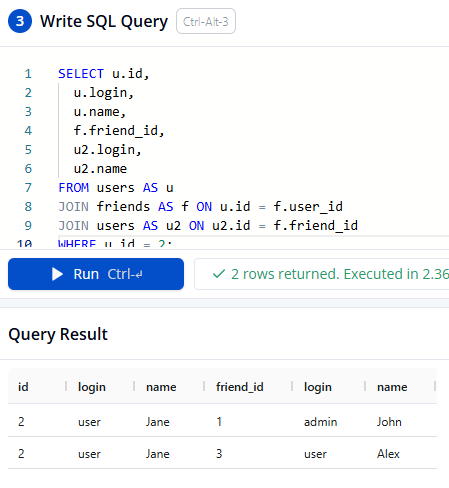 3 Write SQL Query Ctrl-Alt-3
1 SELECT u.id,
2 u.login,
3 u.name,
4 f.friend_id,
5 u2.login,
6 u2.name
7 FROM users AS u
8 JOIN friends AS f ON u.id = f.user_id
9 JOIN users AS u2 ON u2.id = f.friend_id
10 WHERE u.id = 2;
Run Ctrl-↵ 2 rows returned. Executed in 2.36
Query Result
id login name friend_id login name
2 user Jane 1 admin John
2 user Jane 3 user Alex